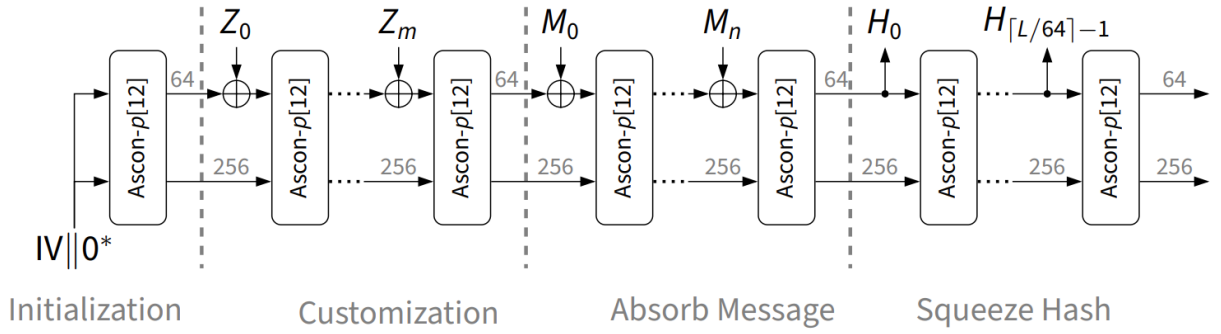 Z₀ Zₘ M₀ Mₙ H₀ H⌈L/64⌉−1
64 64 64 64
Ascon-p[12] Ascon-p[12] Ascon-p[12] Ascon-p[12] Ascon-p[12] Ascon-p[12] Ascon-p[12]
256 256 256 256 256 256 256 256
IV||0*
Initialization Customization Absorb Message Squeeze Hash